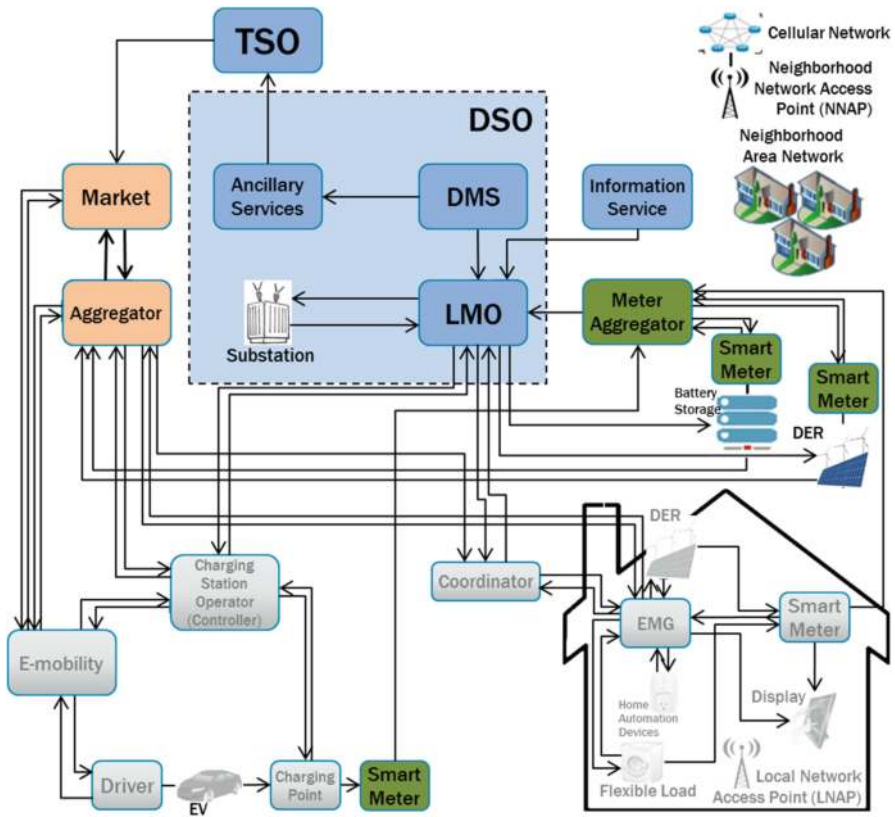 TSO
Cellular Network
Neighborhood
Network Access
Point (NNAP)
DSO
Neighborhood
Area Network
Market
Ancillary
Services
DMS
Information
Service
Aggregator
Substation
LMO
Meter
Aggregator
Smart
Meter
Smart
Meter
Battery
Storage
DER
DER
Charging
Station
Operator
(Controller)
Coordinator
EMG
Smart
Meter
E-mobility
Home
Automation
Devices
Display
Driver
EV
Charging
Point
Smart
Meter
Flexible Load
Local Network
Access Point (LNAP)